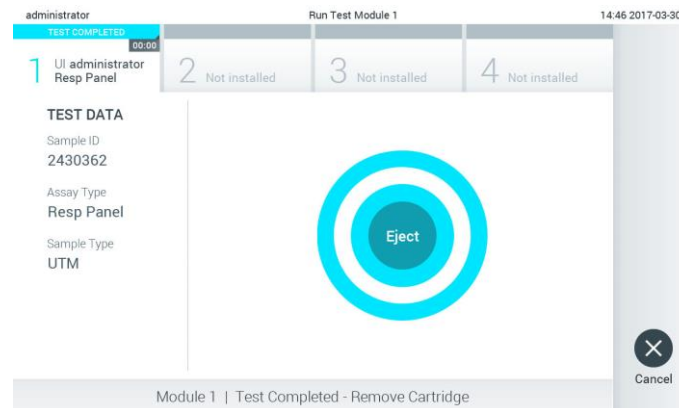 administrator
Run Test Module 1
14:46 2017-03-30
TEST COMPLETED
00:00
1 UI administrator
Resp Panel
2 Not installed
3 Not installed
4 Not installed
TEST DATA
Sample ID
2430362
Assay Type
Resp Panel
Sample Type
UTM
Eject
Cancel
Module 1 | Test Completed - Remove Cartridge